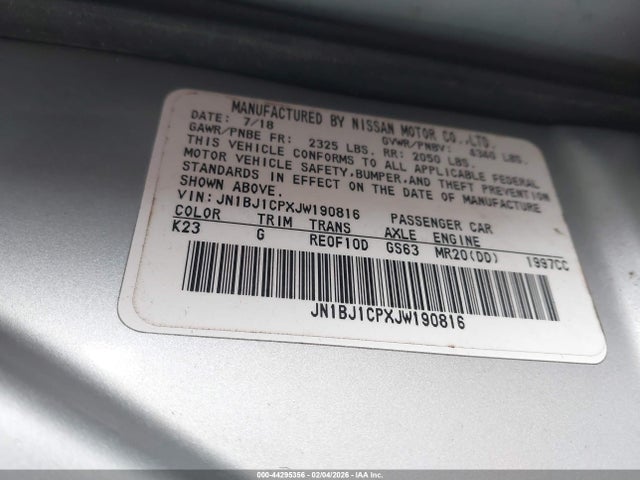 MANUFACTURED BY NISSAN MOTOR CO.,LTD.
DATE: 7/18 GVWR/PNBV: 4360 LBS.
GAWR/PNBE FR: 2325 LBS. RR: 2050 LBS.
THIS VEHICLE CONFORMS TO ALL APPLICABLE FEDERAL
MOTOR VEHICLE SAFETY,BUMPER,AND THEFT PREVENTION
STANDARDS IN EFFECT ON THE DATE OF MANUFACTURE
SHOWN ABOVE.
VIN: JN1BJ1CPXJW190816 PASSENGER CAR
COLOR TRIM TRANS AXLE ENGINE
K23 G RE0F10D GS63 MR20(DD) 1997CC
JN1BJ1CPXJW190816
000-44295356 - 02/04/2026 - IAA Inc.